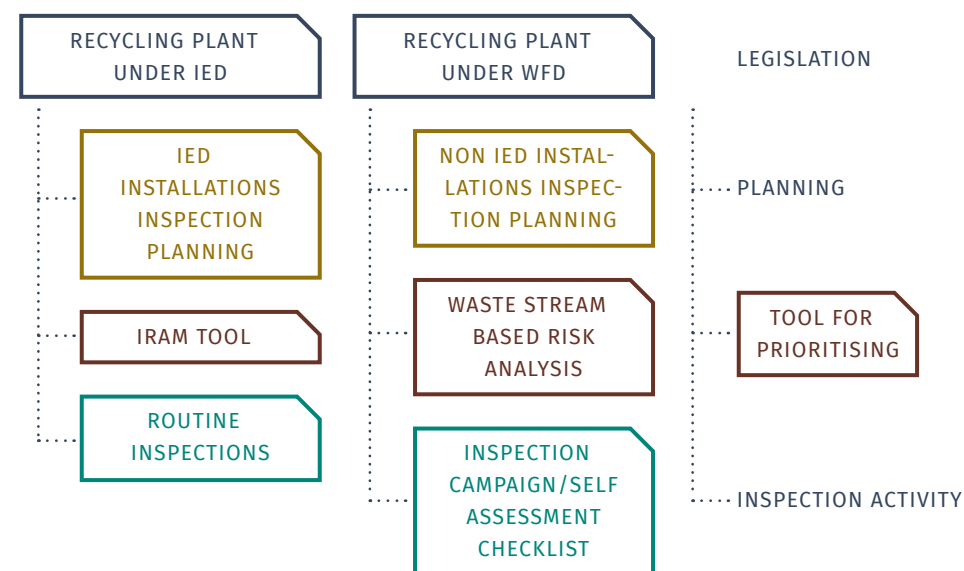 RECYCLING PLANT
UNDER IED
IED
INSTALLATIONS
INSPECTION
PLANNING
IRAM TOOL
ROUTINE
INSPECTIONS
RECYCLING PLANT
UNDER WFD
NON IED INSTAL-
LATIONS INSPEC-
TION PLANNING
WASTE STREAM
BASED RISK
ANALYSIS
INSPECTION
CAMPAIGN/SELF
ASSESSMENT
CHECKLIST
LEGISLATION
PLANNING
TOOL FOR
PRIORITISING
INSPECTION ACTIVITY